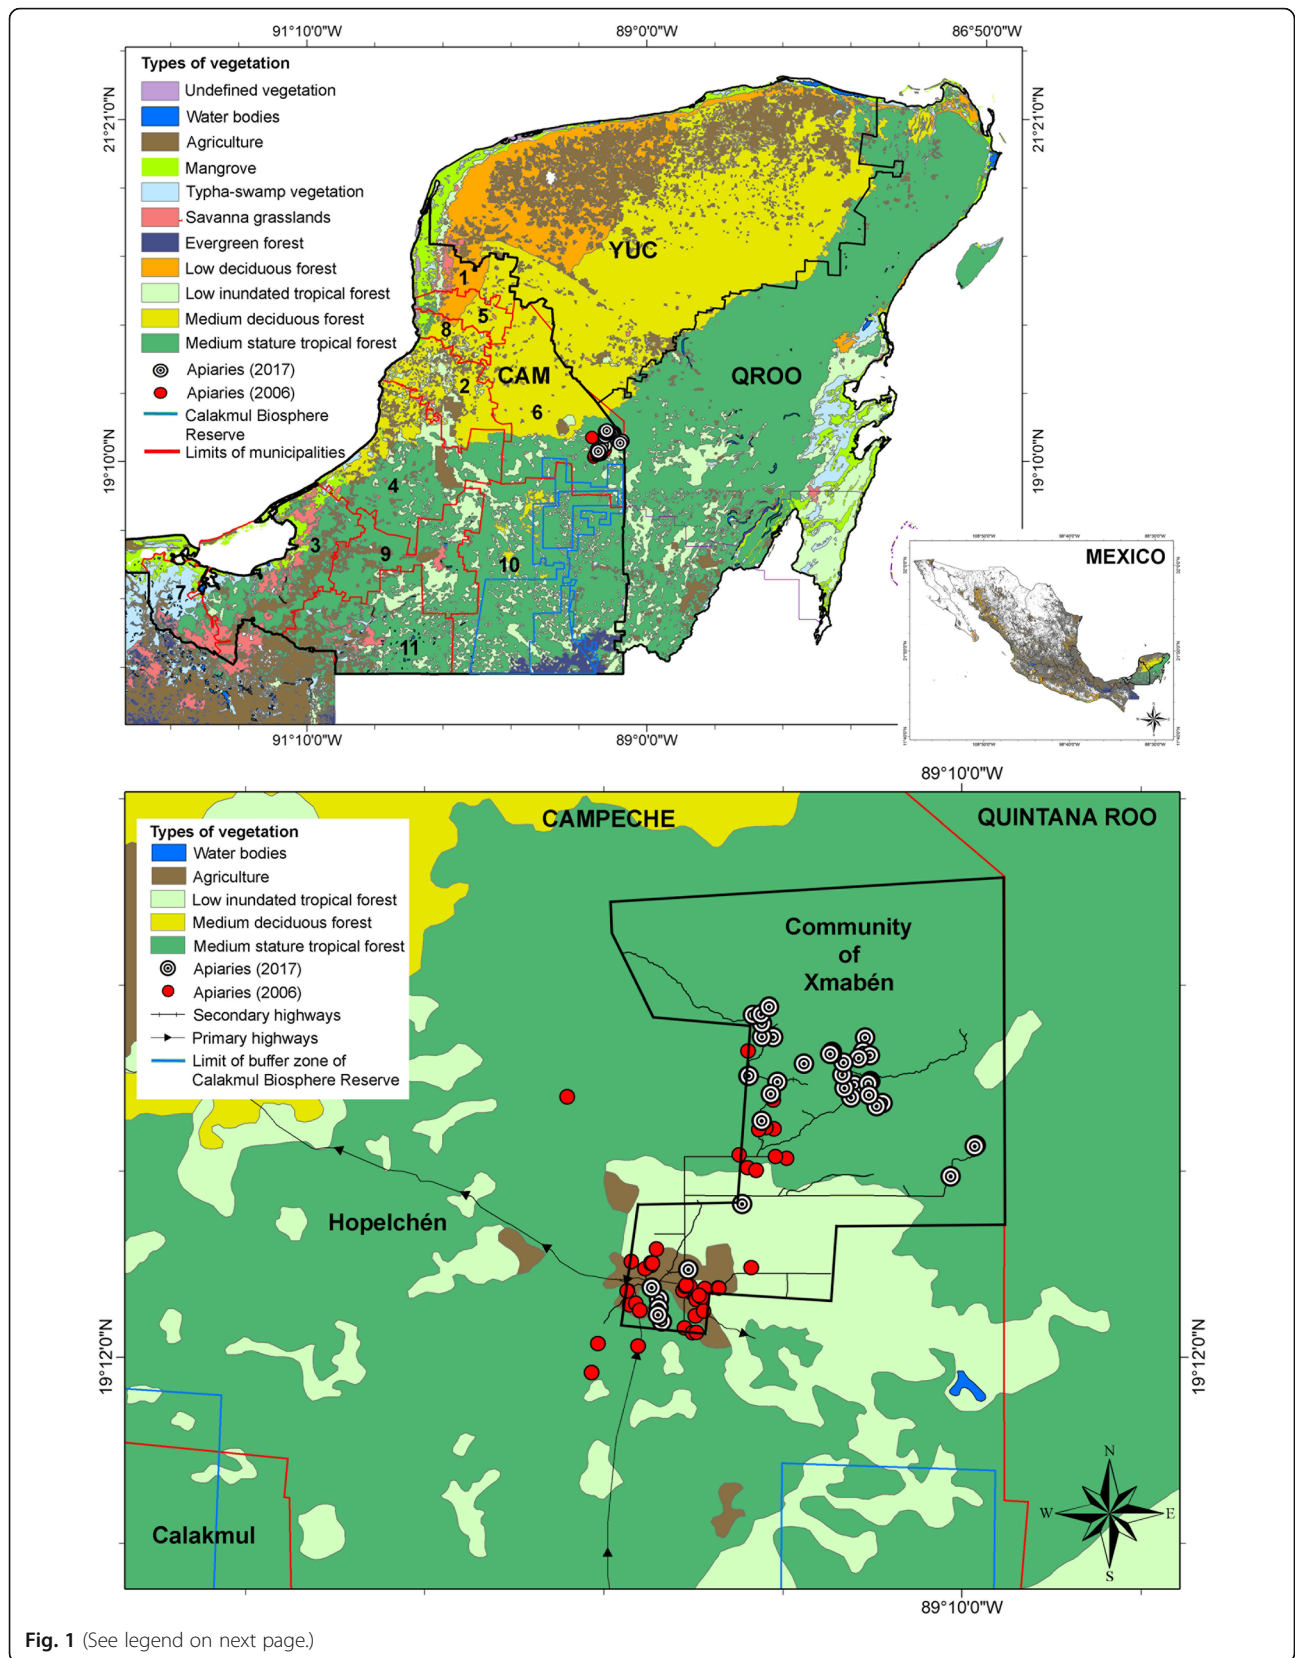 91°10'0"W 89°0'0"W 86°50'0"W
Types of vegetation
Undefined vegetation
Water bodies
Agriculture
Mangrove
Typha-swamp vegetation
Savanna grasslands
Evergreen forest
Low deciduous forest
Low inundated tropical forest
Medium deciduous forest
Medium stature tropical forest
Apiaries (2017)
Apiaries (2006)
Calakmul Biosphere
Reserve
Limits of municipalities
21°21'0"N
21°21'0"N
19°10'0"N
19°10'0"N
YUC
CAM
QROO
1
5
8
2
6
4
3
9
10
7
11
MEXICO
91°10'0"W 89°0'0"W
89°10'0"W
CAMPECHE
QUINTANA ROO
Types of vegetation
Water bodies
Agriculture
Low inundated tropical forest
Medium deciduous forest
Medium stature tropical forest
Apiaries (2017)
Apiaries (2006)
Secondary highways
Primary highways
Limit of buffer zone of
Calakmul Biosphere Reserve
Community
of
Xmabén
Hopelchén
19°12'0"N
19°12'0"N
Calakmul
N
W
E
S
89°10'0"W
Fig. 1 (See legend on next page.)